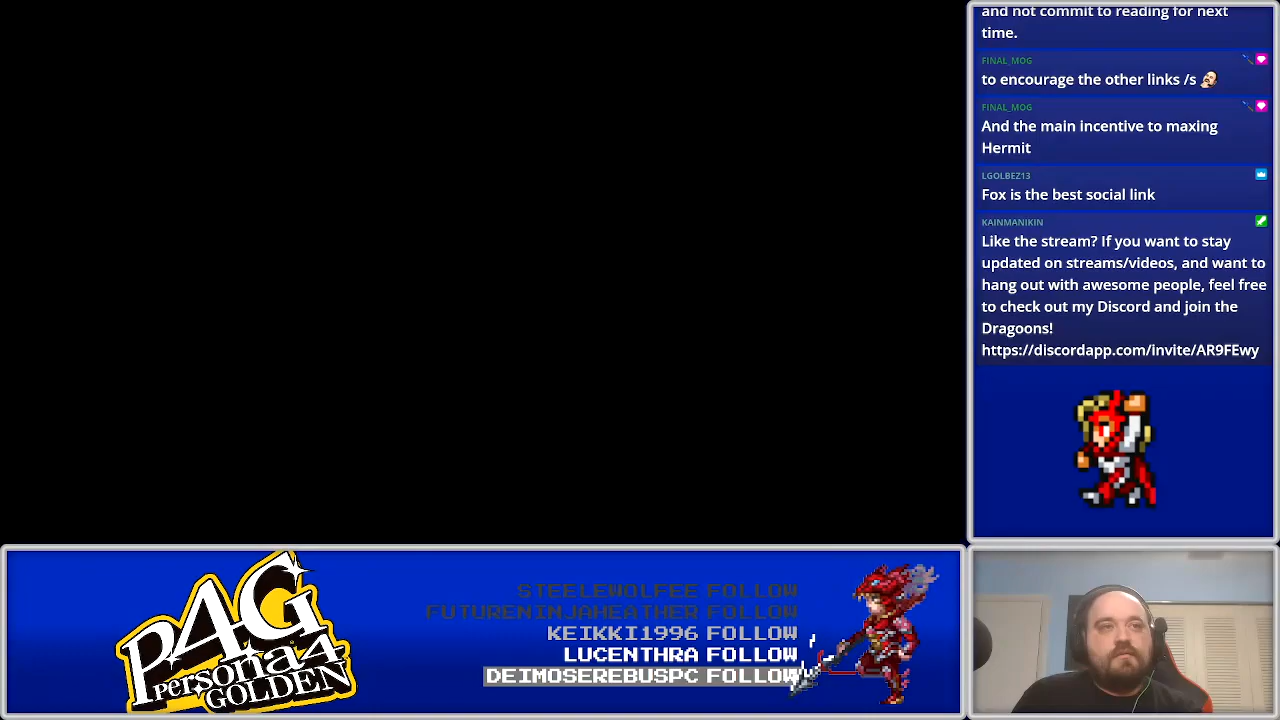 and not commit to reading for next
time.
FINAL_MOG
to encourage the other links /s
FINAL_MOG
And the main incentive to maxing
Hermit
LGOLBEZ13
Fox is the best social link
KAINMANIKIN
Like the stream? If you want to stay
updated on streams/videos, and want to
hang out with awesome people, feel free
to check out my Discord and join the
Dragoons!
https://discordapp.com/invite/AR9FEwy
P4G
Persona4
GOLDEN
STEELEWOLFEE FOLLOW
FUTURENINJAHEATHER FOLLOW
KEIKKI1996 FOLLOW
LUCENTHRA FOLLOW
DEIMOSEREBUSPC FOLLOW